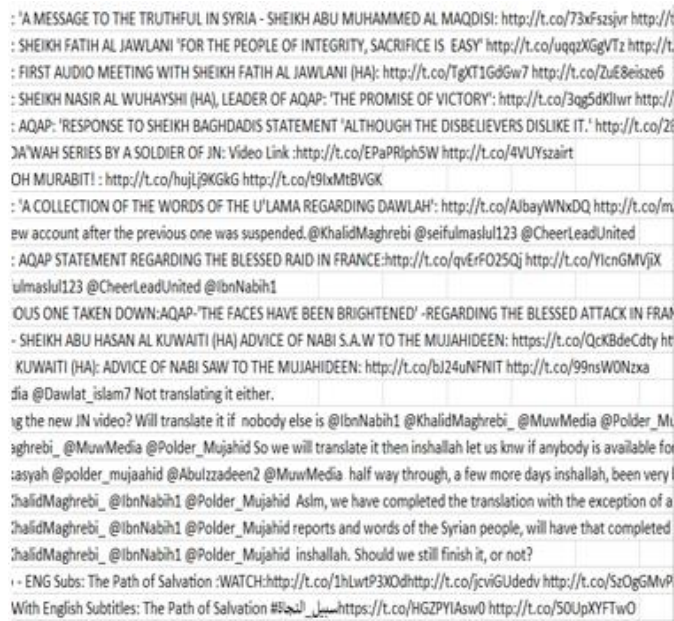 : 'A MESSAGE TO THE TRUTHFUL IN SYRIA - SHEIKH ABU MUHAMMED AL MAQDISI: http://t.co/73xFszsjvr http://t
: SHEIKH FATIH AL JAWLANI 'FOR THE PEOPLE OF INTEGRITY, SACRIFICE IS EASY' http://t.co/uqqzXGgVTz http://t.
: FIRST AUDIO MEETING WITH SHEIKH FATIH AL JAWLANI (HA): http://t.co/TgXT1GdGw7 http://t.co/ZuE8eisze6
: SHEIKH NASIR AL WUHAYSHI (HA), LEADER OF AQAP: 'THE PROMISE OF VICTORY': http://t.co/3qg5dKlIwr http://
: AQAP: 'RESPONSE TO SHEIKH BAGHDADIS STATEMENT 'ALTHOUGH THE DISBELIEVERS DISLIKE IT.' http://t.co/2
DA'WAH SERIES BY A SOLDIER OF JN: Video Link :http://t.co/EPaPRlph5W http://t.co/4VUYszairt
OH MURABIT! : http://t.co/hujLj9KGkG http://t.co/t9IxMtBVGK
: 'A COLLECTION OF THE WORDS OF THE U'LAMA REGARDING DAWLAH': http://t.co/AJbayWNxDQ http://t.co/m
ew account after the previous one was suspended.@KhalidMaghrebi @seifulmaslul123 @CheerLeadUnited
: AQAP STATEMENT REGARDING THE BLESSED RAID IN FRANCE:http://t.co/qvErFO25Qj http://t.co/YIcnGMVjiX
ulmaslul123 @CheerLeadUnited @IbnNabih1
IOUS ONE TAKEN DOWN:AQAP-'THE FACES HAVE BEEN BRIGHTENED' -REGARDING THE BLESSED ATTACK IN FRAN
- SHEIKH ABU HASAN AL KUWAITI (HA) ADVICE OF NABI S.A.W TO THE MUJAHIDEEN: https://t.co/QcKBdeCdty ht
KUWAITI (HA): ADVICE OF NABI SAW TO THE MUJAHIDEEN: http://t.co/bJ24uNFNIT http://t.co/99nsW0Nzxa
dia @Dawlat_islam7 Not translating it either.
ng the new JN video? Will translate it if nobody else is @IbnNabih1 @KhalidMaghrebi_ @MuwMedia @Polder_Mu
aghrebi_ @MuwMedia @Polder_Mujahid So we will translate it then inshallah let us knw if anybody is available fo
casyah @polder_mujaahid @AbuIzzadeen2 @MuwMedia half way through, a few more days inshallah, been very
KhalidMaghrebi_ @IbnNabih1 @Polder_Mujahid Aslm, we have completed the translation with the exception of a
KhalidMaghrebi_ @IbnNabih1 @Polder_Mujahid reports and words of the Syrian people, will have that completed
KhalidMaghrebi_ @IbnNabih1 @Polder_Mujahid inshallah. Should we still finish it, or not?
- ENG Subs: The Path of Salvation :WATCH:http://t.co/1hLwtP3XOdhttp://t.co/jcviGUdedv http://t.co/SzOgGMvP
With English Subtitles: The Path of Salvation #سبيل_النجاةhttps://t.co/HGZPYIAsw0 http://t.co/S0UpXYFTwO